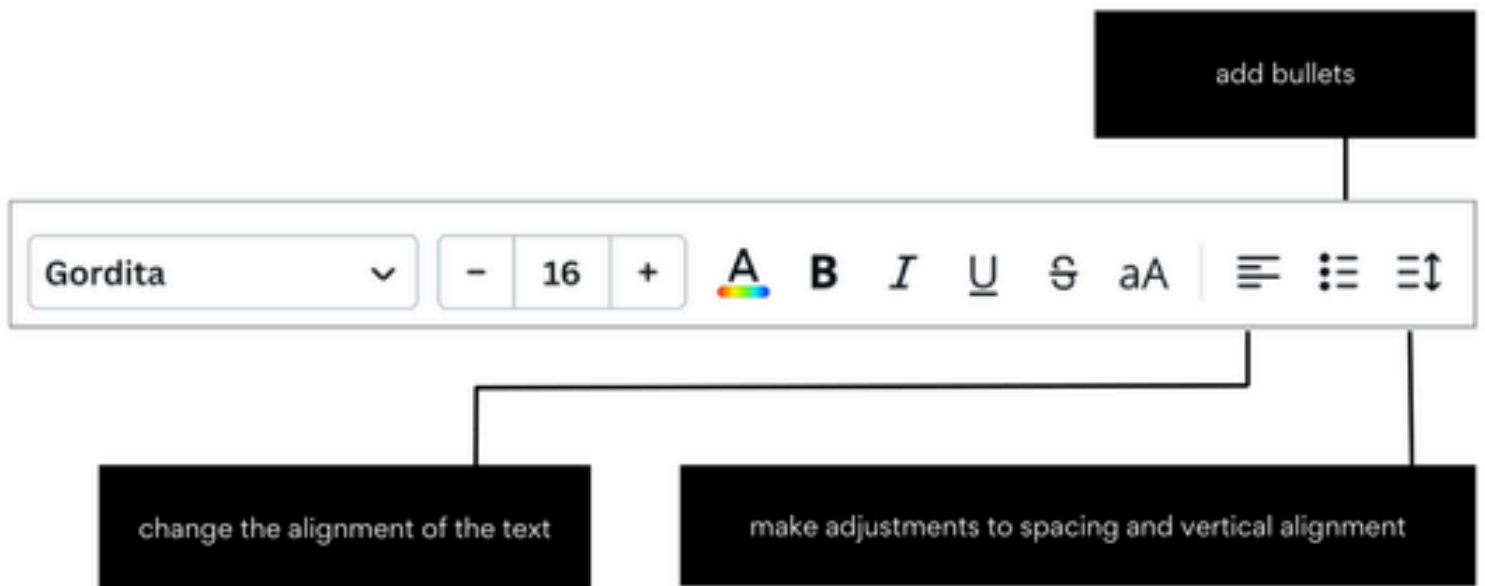 add bullets
Gordita - 16 + A B I U S aA
change the alignment of the text
make adjustments to spacing and vertical alignment